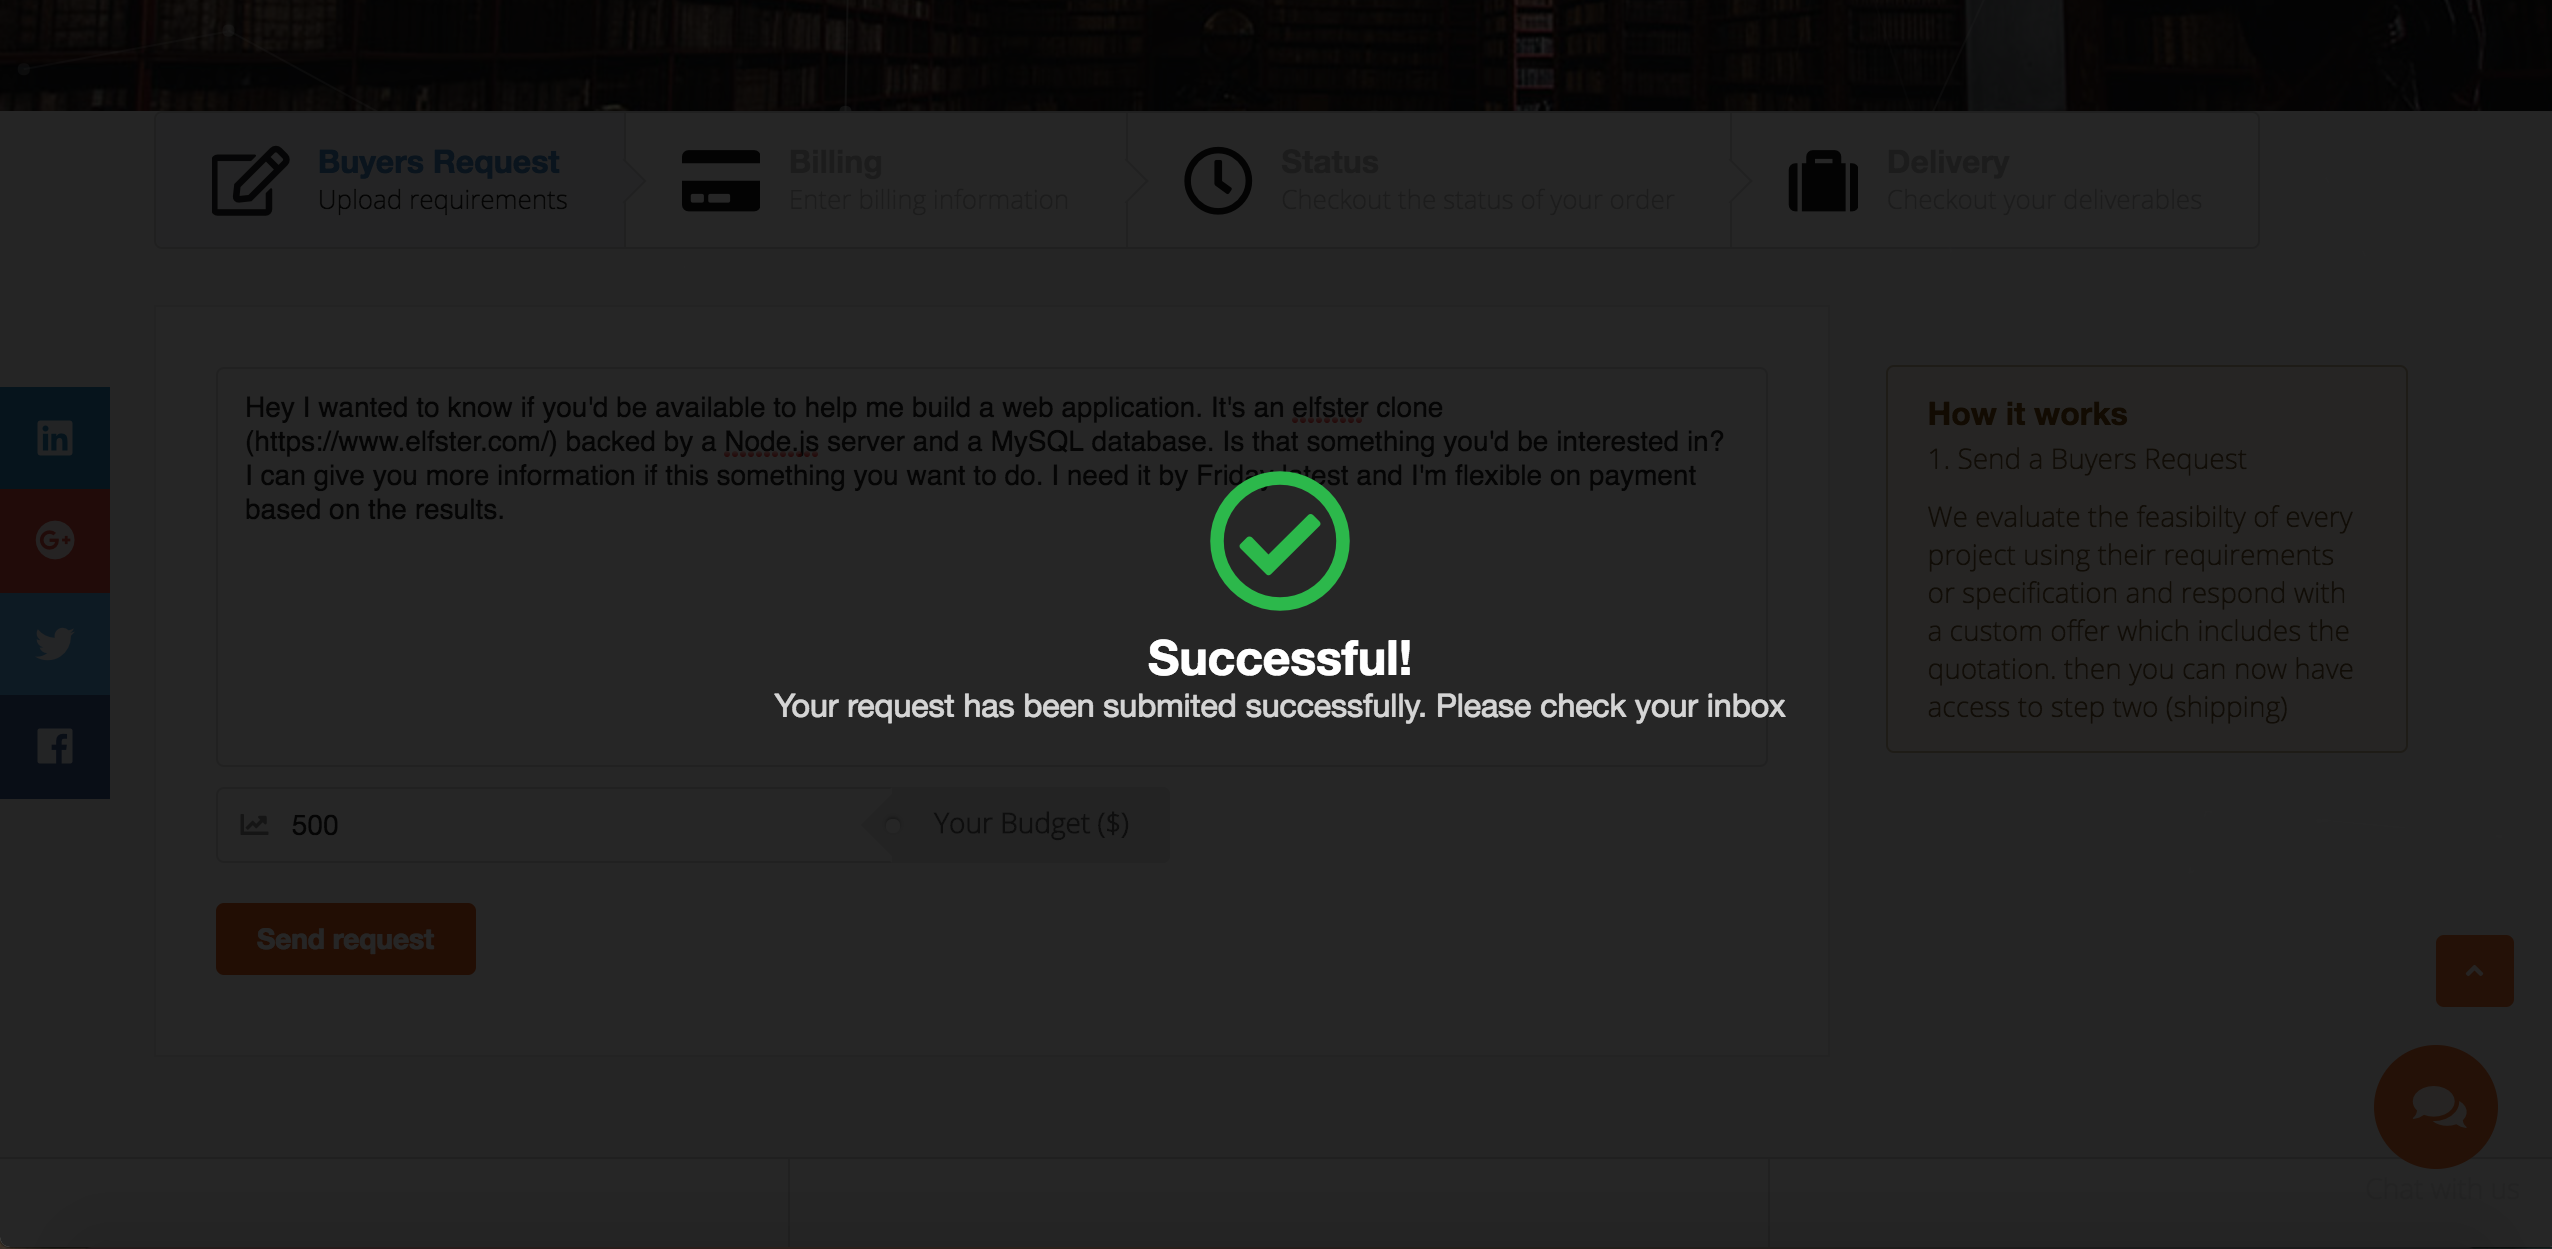 Buyers Request
Upload requirements
Billing
Enter billing information
Status
Checkout the status of your order
Delivery
Checkout your deliverables
Hey I wanted to know if you'd be available to help me build a web application. It's an elfster clone
(https://www.elfster.com/) backed by a Node.js server and a MySQL database. Is that something you'd be interested in?
I can give you more information if this something you want to do. I need it by Friday latest and I'm flexible on payment
based on the results.
How it works
1. Send a Buyers Request
We evaluate the feasibilty of every
project using their requirements
or specification and respond with
a custom offer which includes the
quotation. then you can now have
access to step two (shipping)
in
G+
f
Successful!
Your request has been submited successfully. Please check your inbox
500
Your Budget ($)
Send request
Chat with us